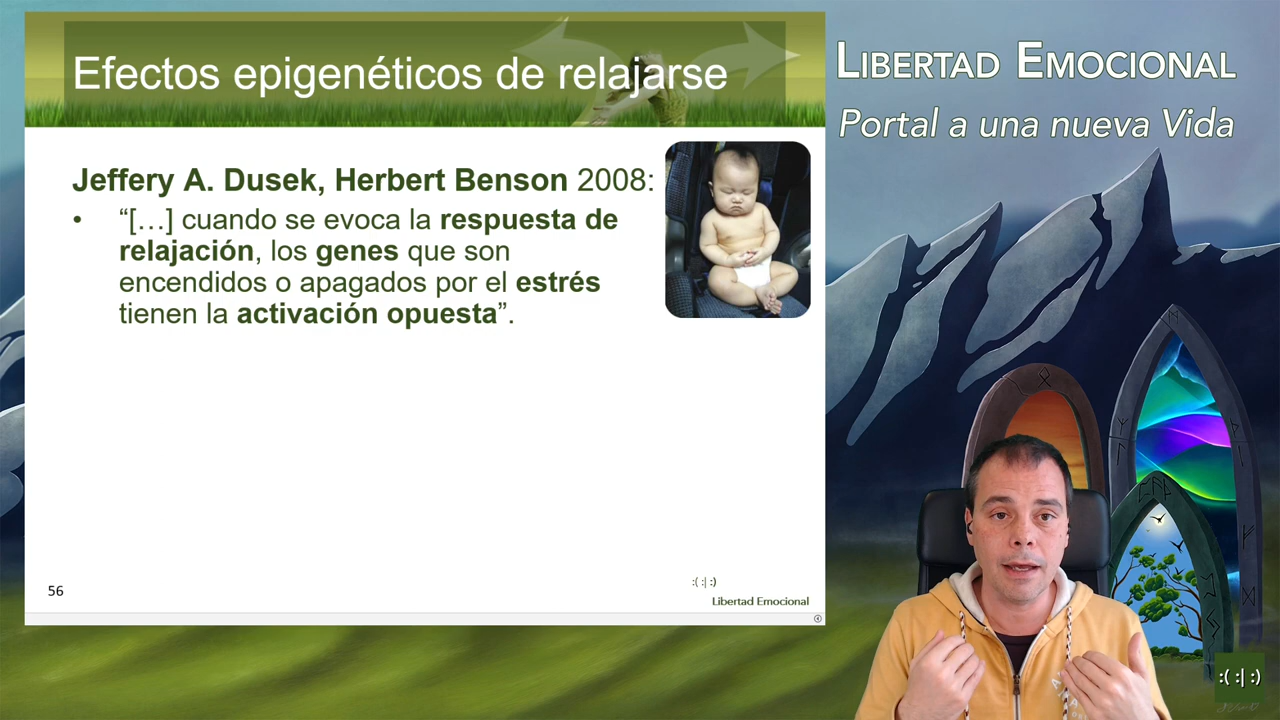 Efectos epigenéticos de relajarse
LIBERTAD EMOCIONAL
Portal a una nueva Vida
Jeffery A. Dusek, Herbert Benson 2008:
• “[…] cuando se evoca la respuesta de
relajación, los genes que son
encendidos o apagados por el estrés
tienen la activación opuesta”.
56
:( :| :)
Libertad Emocional
:( :| :)